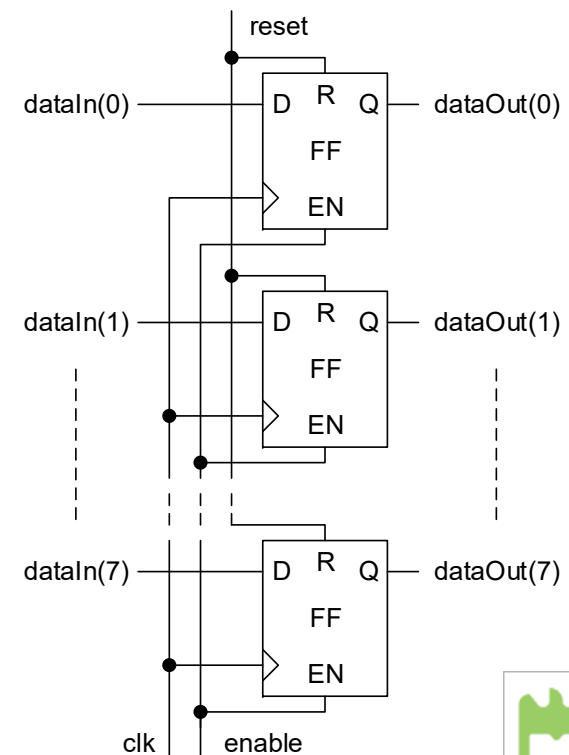 reset
dataIn(0) D R Q dataOut(0)
FF
EN
dataIn(1) D R Q dataOut(1)
FF
EN
dataIn(7) D R Q dataOut(7)
FF
EN
clk enable